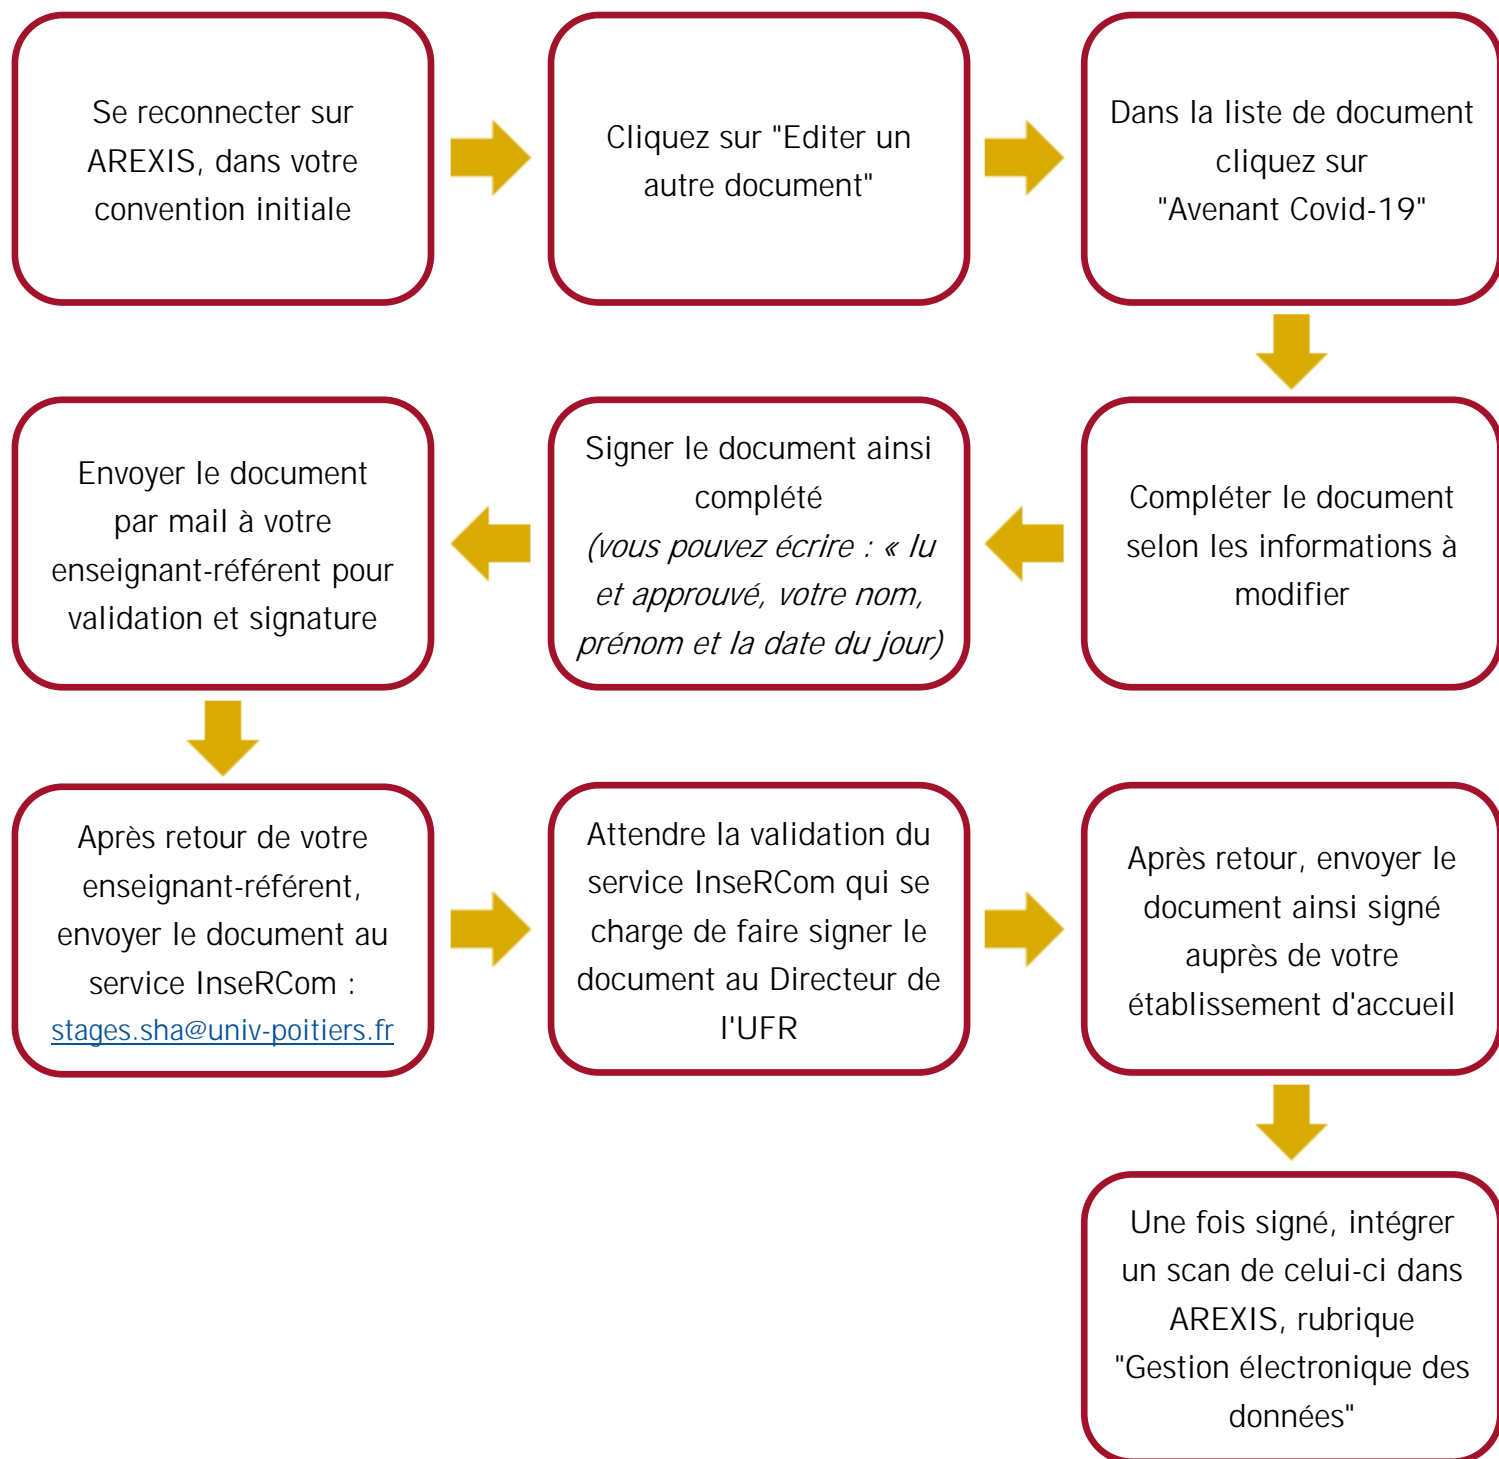 Se reconnecter sur
AREXIS, dans votre
convention initiale
Cliquez sur "Editer un
autre document"
Dans la liste de document
cliquez sur
"Avenant Covid-19"
Compléter le document
selon les informations à
modifier
Signer le document ainsi
complété
(vous pouvez écrire : « lu
et approuvé, votre nom,
prénom et la date du jour)
Envoyer le document
par mail à votre
enseignant-référent pour
validation et signature
Après retour de votre
enseignant-référent,
envoyer le document au
service InseRCom :
stages.sha@univ-poitiers.fr
Attendre la validation du
service InseRCom qui se
charge de faire signer le
document au Directeur de
l'UFR
Après retour, envoyer le
document ainsi signé
auprès de votre
établissement d'accueil
Une fois signé, intégrer
un scan de celui-ci dans
AREXIS, rubrique
"Gestion électronique des
données"